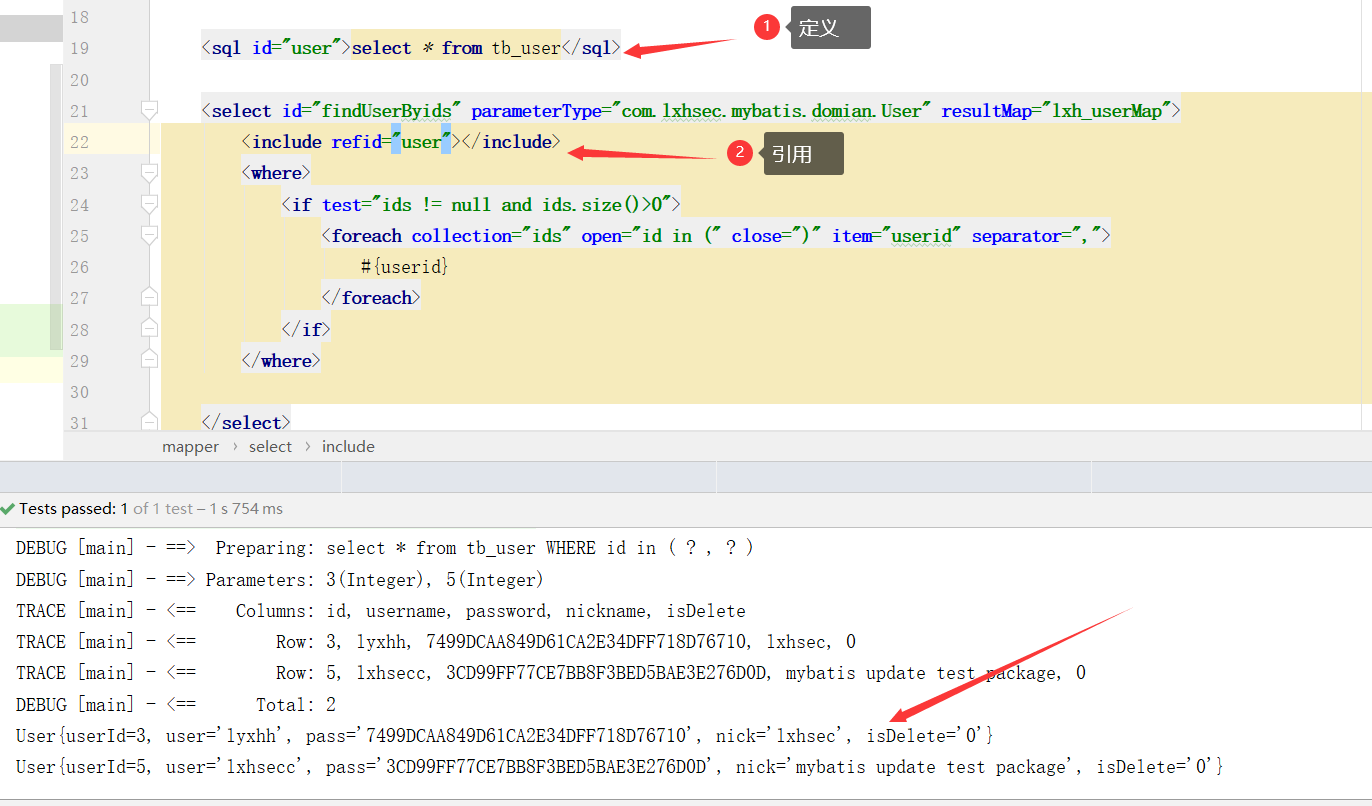 18
1 定义
19 <sql id="user">select * from tb_user</sql>
20
21 <select id="findUserByids" parameterType="com.lxhsec.mybatis.domian.User" resultMap="lxh_userMap">
22 <include refid="user"></include>
2 引用
23 <where>
24 <if test="ids != null and ids.size()>0">
25 <foreach collection="ids" open="id in (" close=")" item="userid" separator=",">
26 #{userid}
27 </foreach>
28 </if>
29 </where>
30
31 </select>
mapper › select › include
Tests passed: 1 of 1 test – 1 s 754 ms
DEBUG [main] - ==>  Preparing: select * from tb_user WHERE id in ( ? , ? )
DEBUG [main] - ==> Parameters: 3(Integer), 5(Integer)
TRACE [main] - <==    Columns: id, username, password, nickname, isDelete
TRACE [main] - <==        Row: 3, lyxhh, 7499DCAA849D61CA2E34DFF718D76710, lxhsec, 0
TRACE [main] - <==        Row: 5, lxhsecc, 3CD99FF77CE7BB8F3BED5BAE3E276D0D, mybatis update test package, 0
DEBUG [main] - <==      Total: 2
User{userId=3, user='lyxhh', pass='7499DCAA849D61CA2E34DFF718D76710', nick='lxhsec', isDelete='0'}
User{userId=5, user='lxhsecc', pass='3CD99FF77CE7BB8F3BED5BAE3E276D0D', nick='mybatis update test package', isDelete='0'}